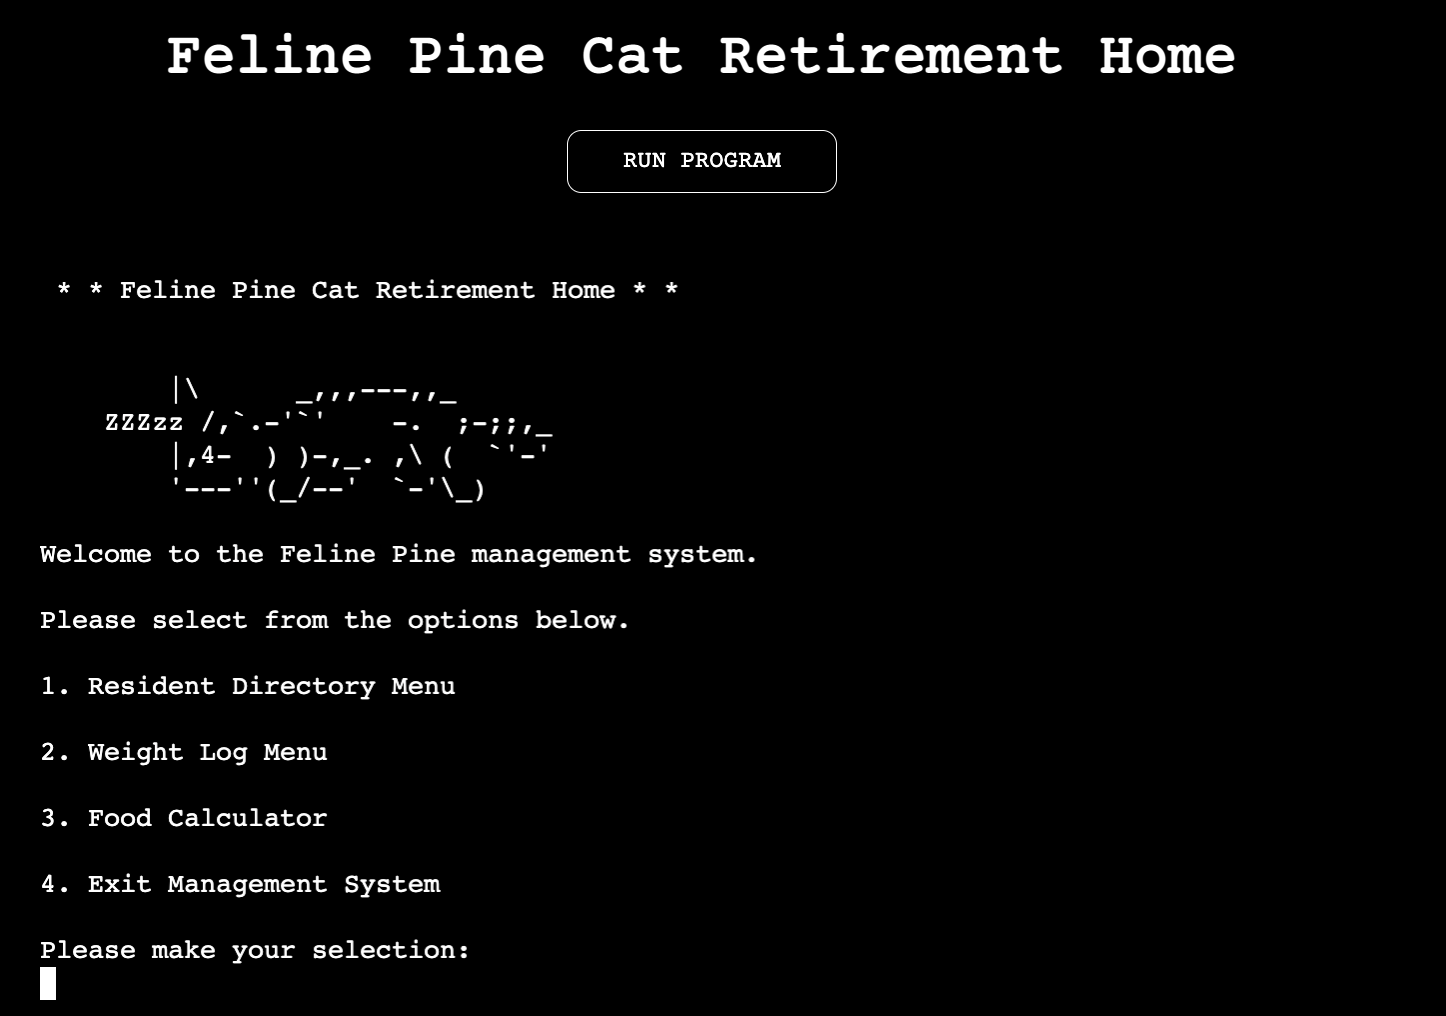 Feline Pine Cat Retirement Home
RUN PROGRAM
* * Feline Pine Cat Retirement Home * *
        |\      _,,,---,,_
    ZZZzz /,`.-'`'    -.  ;-;;,_
        |,4-  ) )-,_. ,\ (  `'-'
        '---''(_/--'  `-'\_)
Welcome to the Feline Pine management system.
Please select from the options below.
1. Resident Directory Menu
2. Weight Log Menu
3. Food Calculator
4. Exit Management System
Please make your selection: